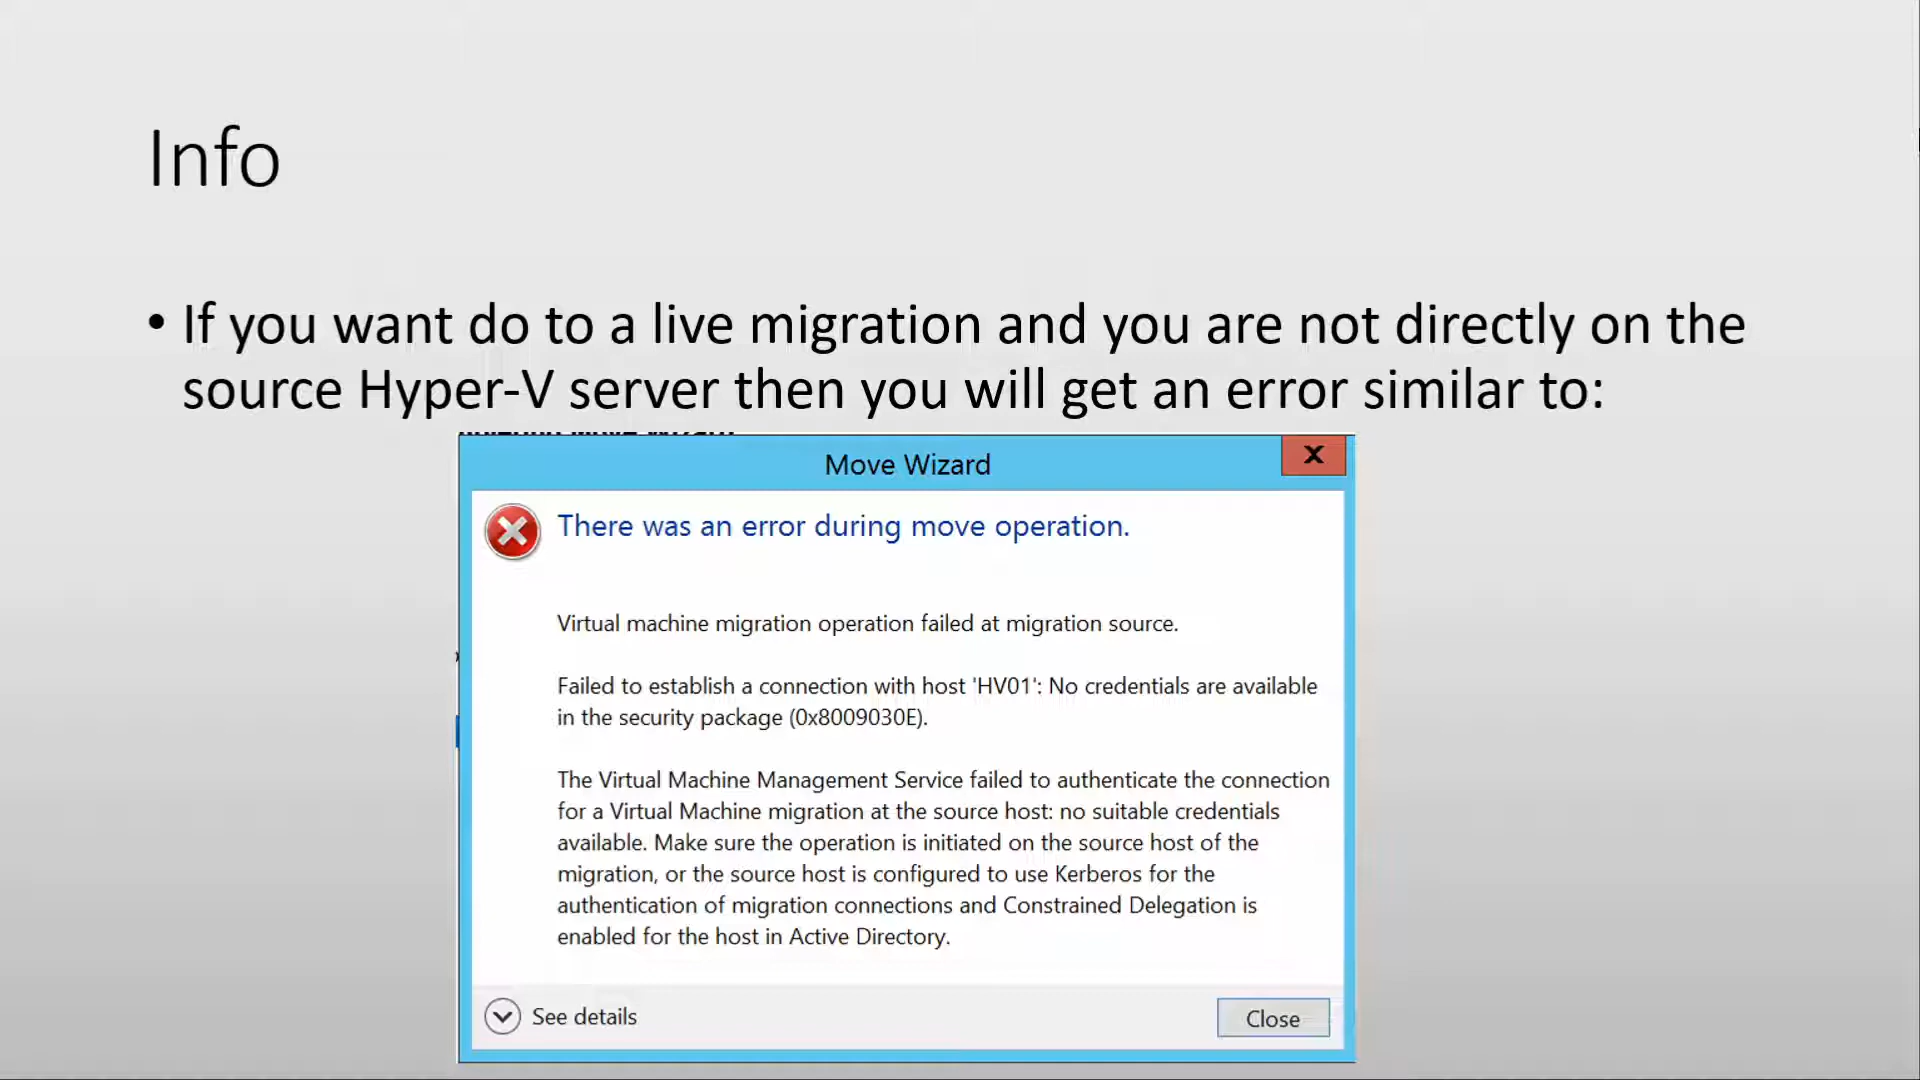 Info
• If you want do to a live migration and you are not directly on the
source Hyper-V server then you will get an error similar to:
Move Wizard
X
There was an error during move operation.
Virtual machine migration operation failed at migration source.
Failed to establish a connection with host 'HV01': No credentials are available
in the security package (0x8009030E).
The Virtual Machine Management Service failed to authenticate the connection
for a Virtual Machine migration at the source host: no suitable credentials
available. Make sure the operation is initiated on the source host of the
migration, or the source host is configured to use Kerberos for the
authentication of migration connections and Constrained Delegation is
enabled for the host in Active Directory.
See details
Close